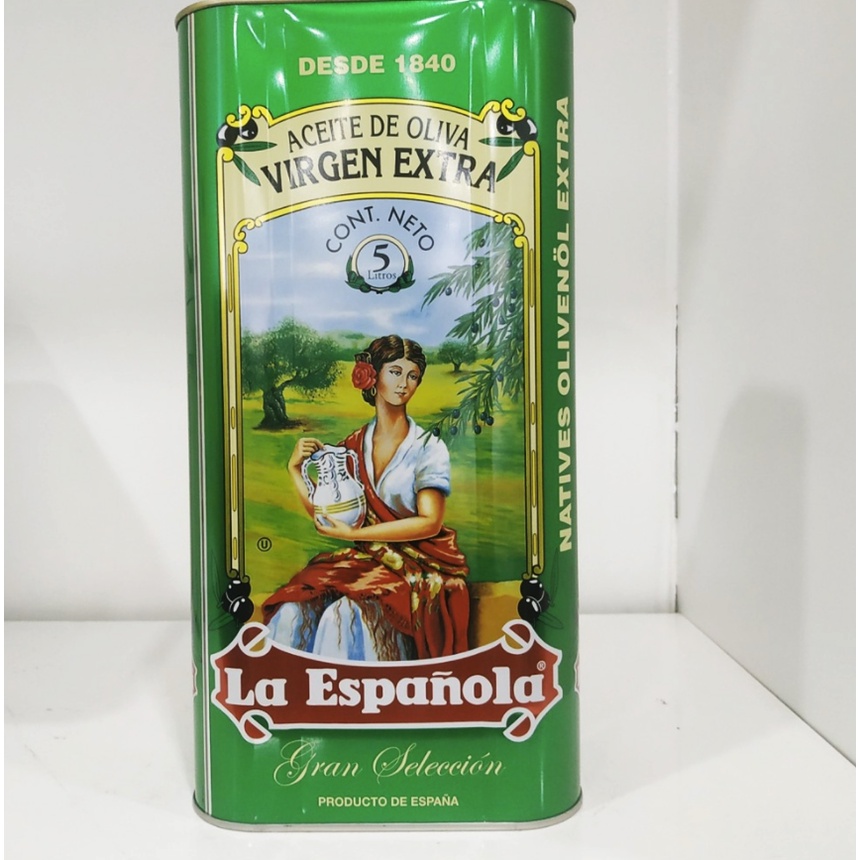 DESDE 1840
ACEITE DE OLIVA
VIRGEN EXTRA
CONT. NETO
5
Litros
U
La Española®
Gran Selección
PRODUCTO DE ESPAÑA
NATIVES OLIVENÖL EXTRA